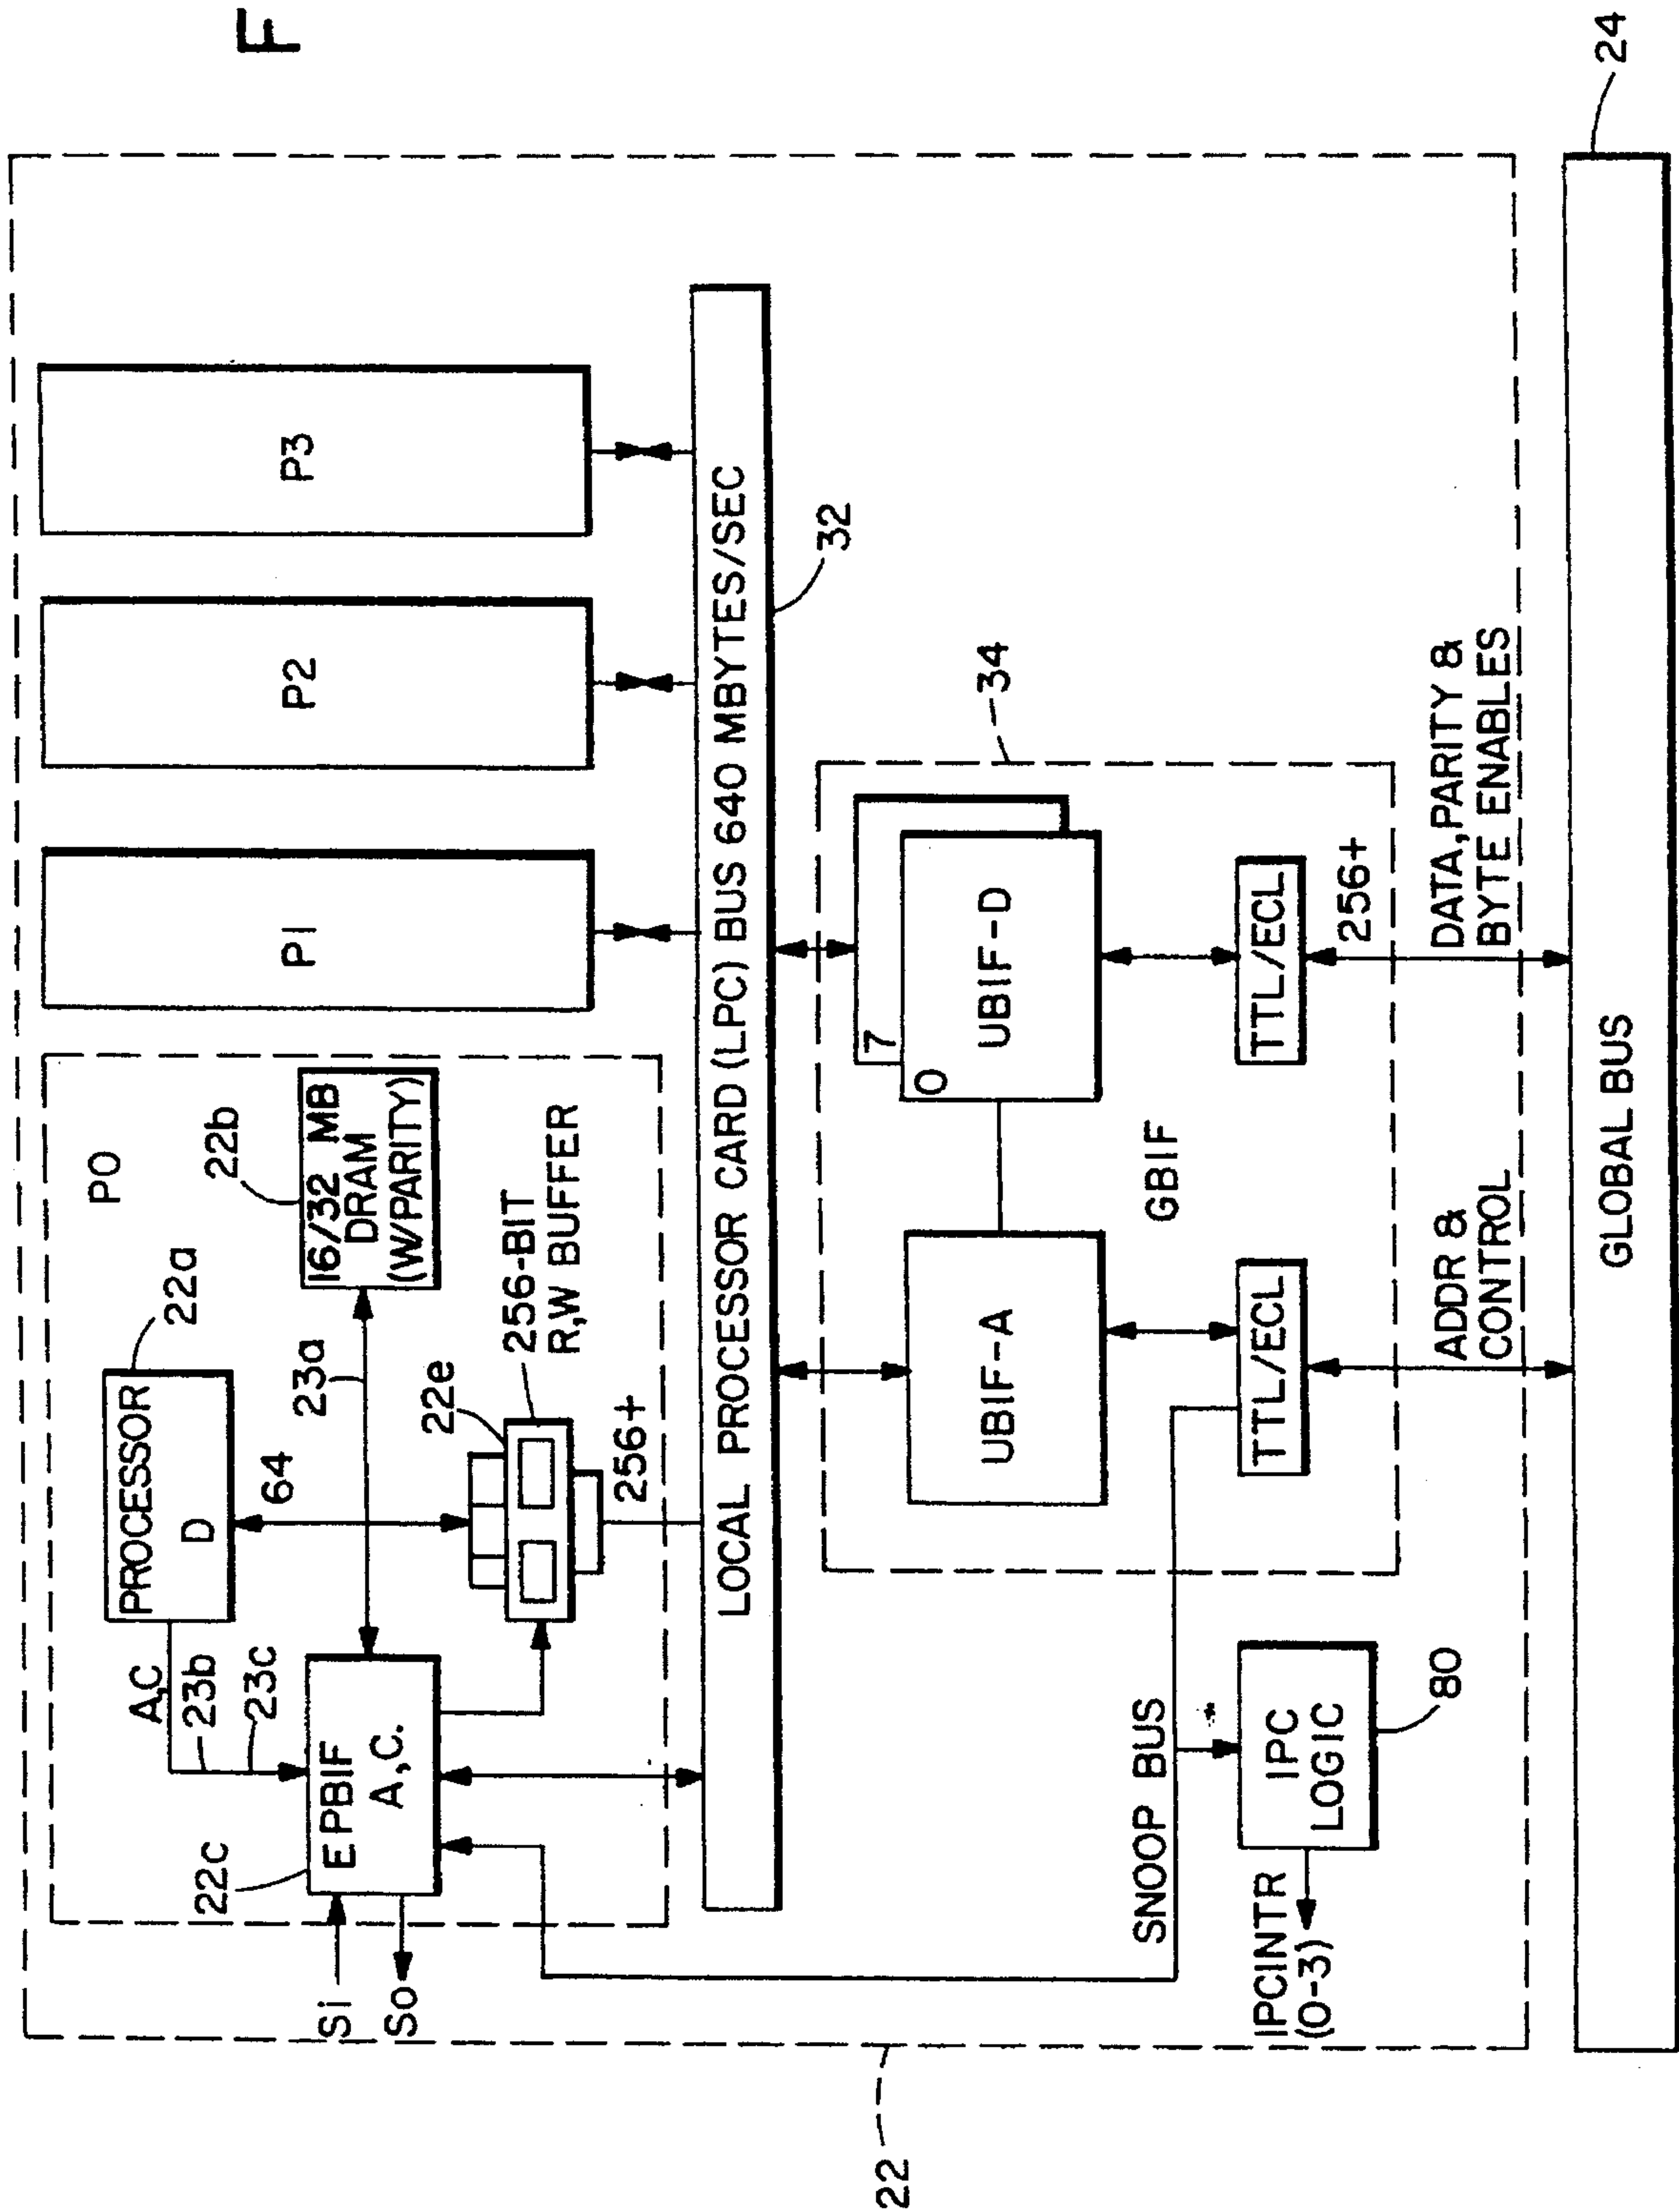 F
PO
PROCESSOR
D
22a
22b
16/32 MB
DRAM
(W/PARITY)
A,C
23b
23c
23a
64
22c
EPBIF
A,C.
22e
256-BIT
R,W BUFFER
256+
Si
So
P1
P2
P3
LOCAL PROCESSOR CARD (LPC) BUS 640 MBYTES/SEC
32
34
UBIF-A
7
0
UBIF-D
GBIF
TTL/ECL
TTL/ECL
256+
SNOOP BUS
IPC
LOGIC
80
IPCINTR
(0-3)
ADDR &
CONTROL
DATA,PARITY &
BYTE ENABLES
22
GLOBAL BUS
24